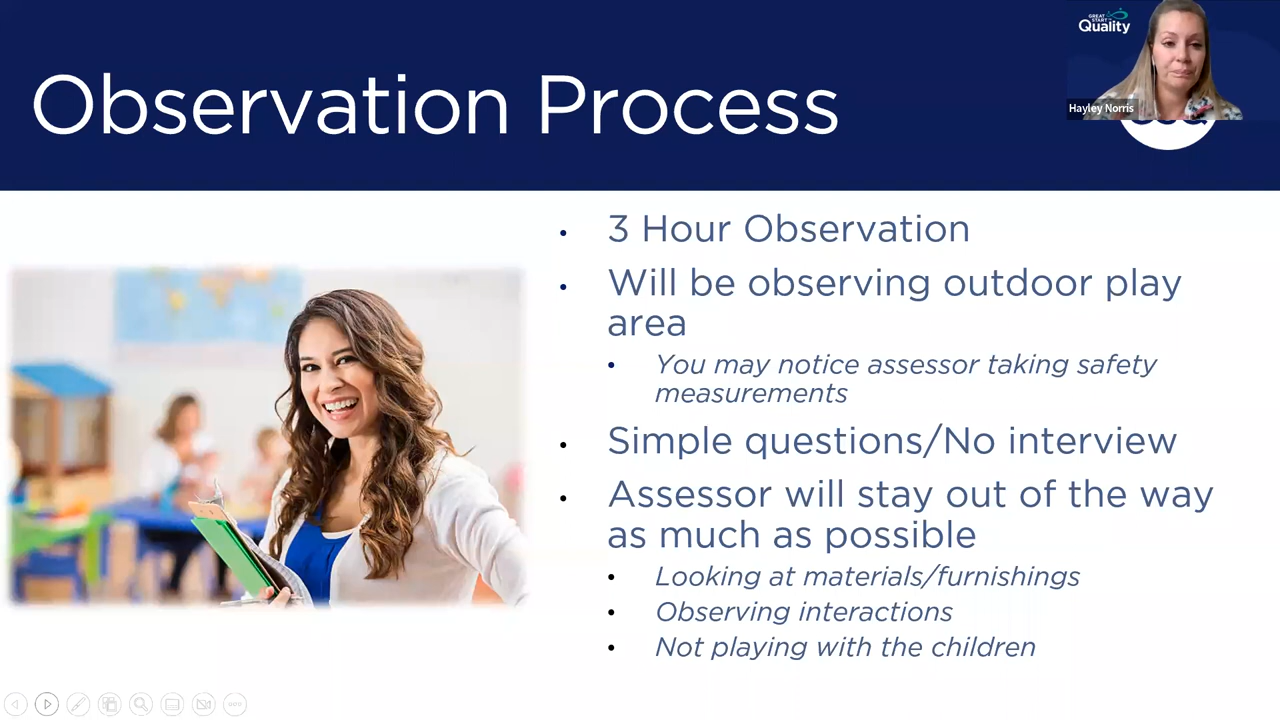 GREAT
START
Quality
Hayley Norris
Observation Process
• 3 Hour Observation
• Will be observing outdoor play
area
• You may notice assessor taking safety
measurements
• Simple questions/No interview
• Assessor will stay out of the way
as much as possible
• Looking at materials/furnishings
• Observing interactions
• Not playing with the children